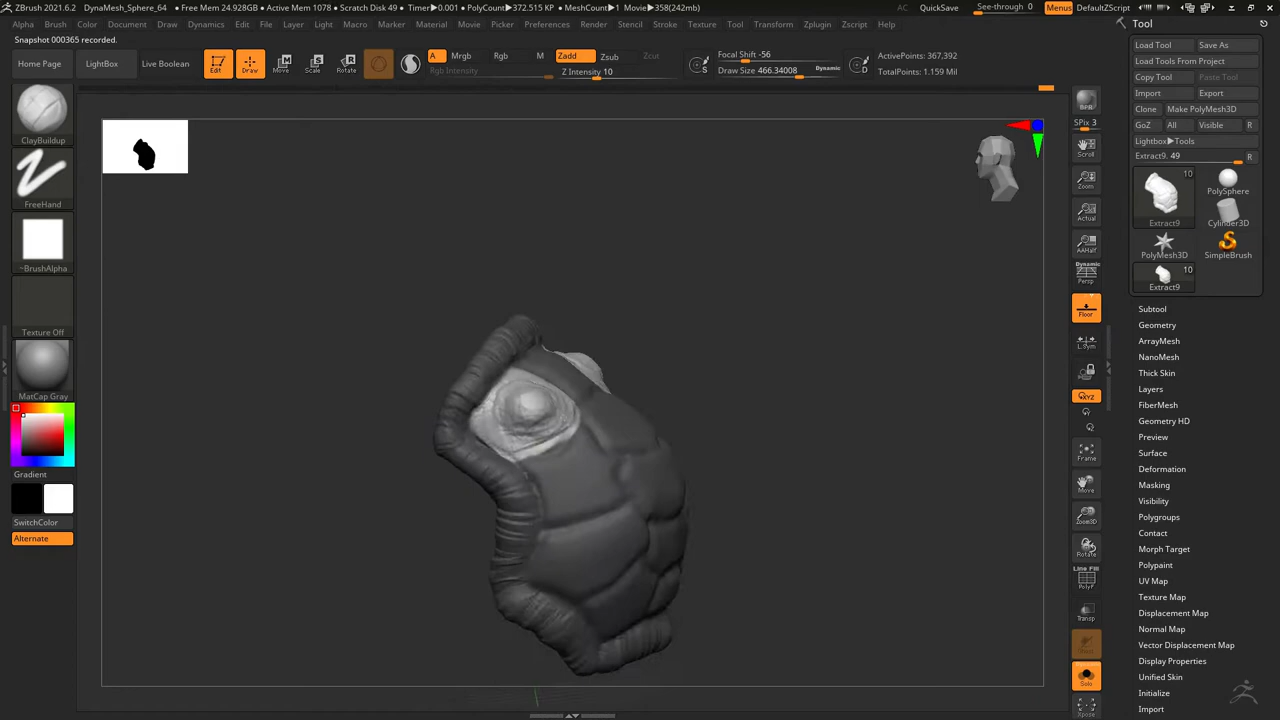 ZBrush 2021.6.2 DynaMesh_Sphere_64 • Free Mem 24.928GB • Active Mem 1078 • Scratch Disk 49 • Timer▶0.001 • PolyCount▶372.515 KP • MeshCount▶1 Movie▶358(242mb) AC QuickSave See-through 0 Menus DefaultZScript
Alpha Brush Color Document Draw Dynamics Edit File Layer Light Macro Marker Material Movie Picker Preferences Render Stencil Stroke Texture Tool Transform Zplugin Zscript Help
Snapshot 000365 recorded.
Home Page LightBox Live Boolean Edit Draw Move Scale Rotate
A Mrgb Rgb M Zadd Zsub Zcut
Rgb Intensity Z Intensity 10
Focal Shift -56
Draw Size 466.34008 Dynamic
S
D
ActivePoints: 367,392
TotalPoints: 1.159 Mil
ClayBuildup
FreeHand
~BrushAlpha
Texture Off
MatCap Gray
Gradient
SwitchColor
Alternate
BPR
SPix 3
Scroll
Zoom
Actual
AAHalf
Dynamic
Persp
Floor
L.Sym
XYZ
Frame
Move
Zoom3D
Rotate
Line Fill
PolyF
Transp
Solo
Xpose
Tool
Load Tool Save As
Load Tools From Project
Copy Tool Paste Tool
Import Export
Clone Make PolyMesh3D
GoZ All Visible R
Lightbox▶Tools
Extract9. 49 R
10
Extract9
PolySphere
Cylinder3D
PolyMesh3D
SimpleBrush
10
Extract9
Subtool
Geometry
ArrayMesh
NanoMesh
Thick Skin
Layers
FiberMesh
Geometry HD
Preview
Surface
Deformation
Masking
Visibility
Polygroups
Contact
Morph Target
Polypaint
UV Map
Texture Map
Displacement Map
Normal Map
Vector Displacement Map
Display Properties
Unified Skin
Initialize
Import